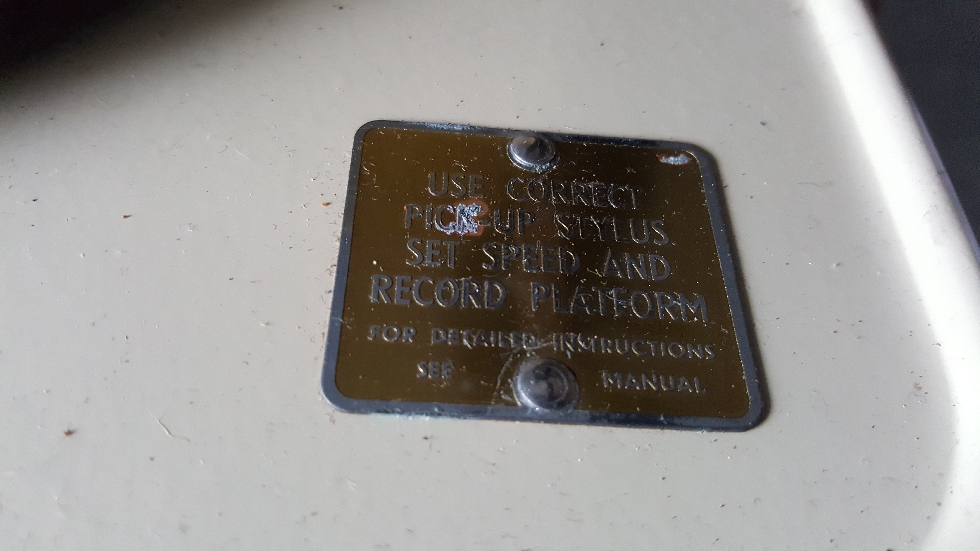 USE CORRECT
PICK-UP STYLUS.
SET SPEED AND
RECORD PLATFORM
FOR DETAILED INSTRUCTIONS
SEE MANUAL